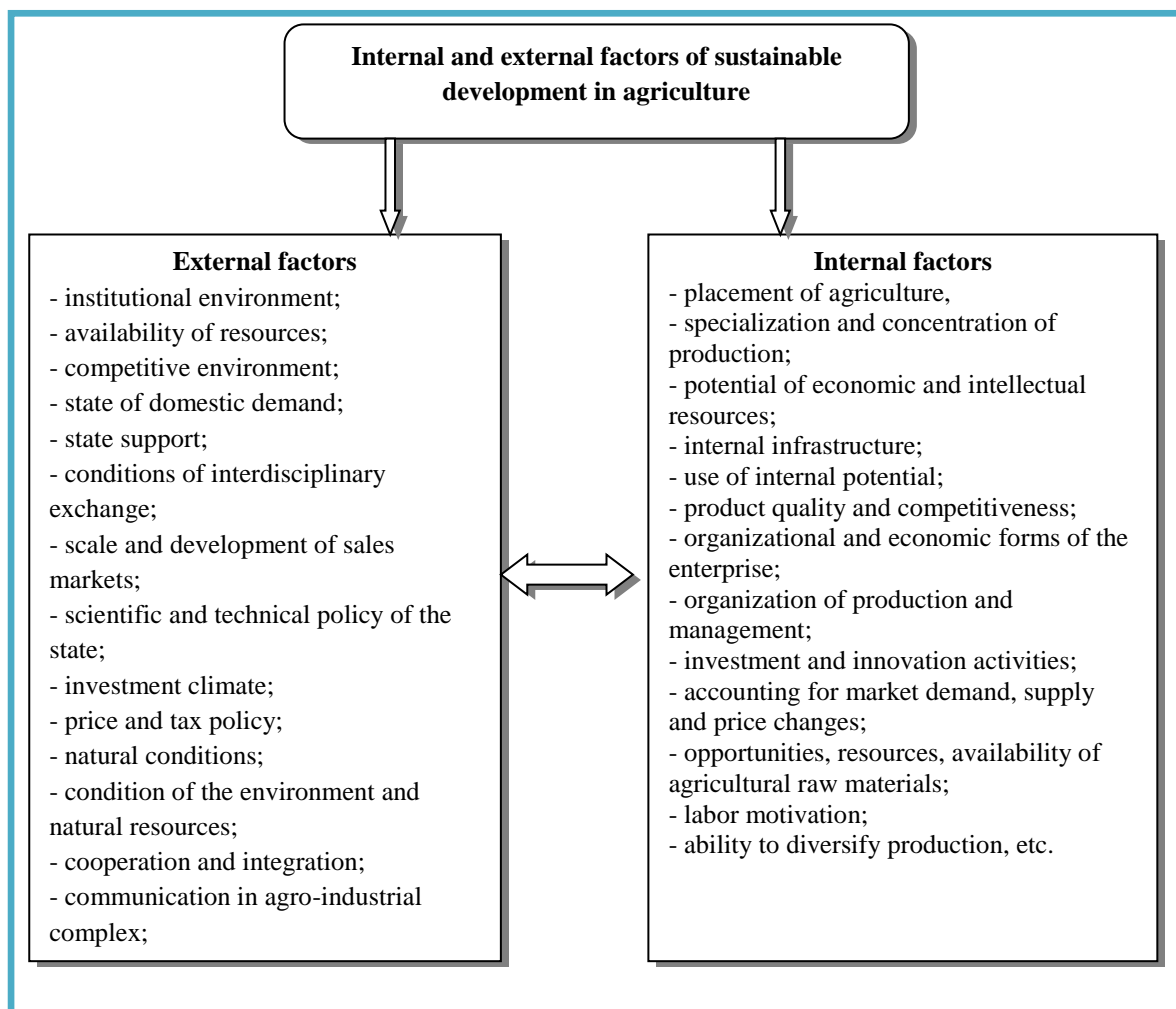 Internal and external factors of sustainable
development in agriculture
External factors
- institutional environment;
- availability of resources;
- competitive environment;
- state of domestic demand;
- state support;
- conditions of interdisciplinary
exchange;
- scale and development of sales
markets;
- scientific and technical policy of the
state;
- investment climate;
- price and tax policy;
- natural conditions;
- condition of the environment and
natural resources;
- cooperation and integration;
- communication in agro-industrial
complex;
Internal factors
- placement of agriculture,
- specialization and concentration of
production;
- potential of economic and intellectual
resources;
- internal infrastructure;
- use of internal potential;
- product quality and competitiveness;
- organizational and economic forms of the
enterprise;
- organization of production and
management;
- investment and innovation activities;
- accounting for market demand, supply
and price changes;
- opportunities, resources, availability of
agricultural raw materials;
- labor motivation;
- ability to diversify production, etc.